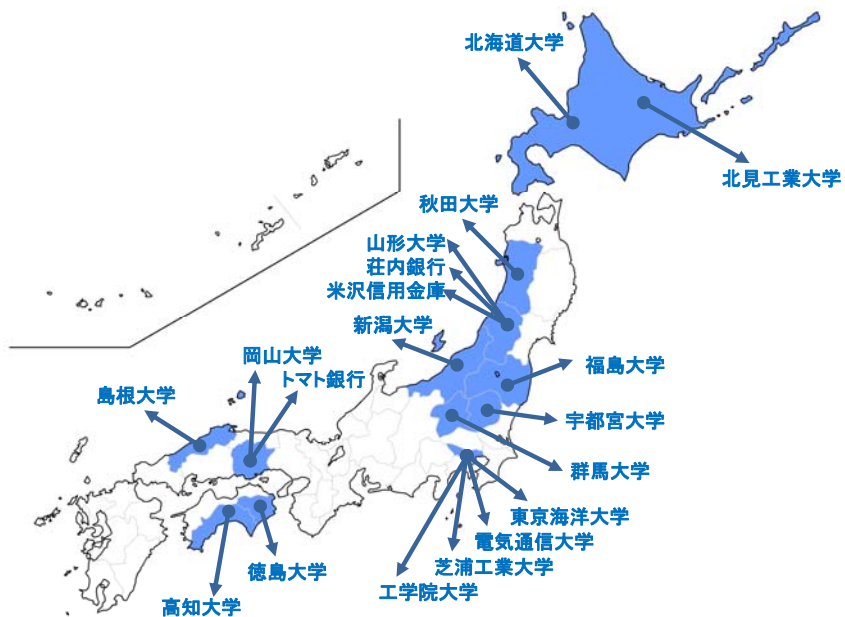 北海道大学
北見工業大学
秋田大学
山形大学
荘内銀行
米沢信用金庫
新潟大学
岡山大学
トマト銀行
島根大学
福島大学
宇都宮大学
群馬大学
東京海洋大学
電気通信大学
芝浦工業大学
工学院大学
徳島大学
高知大学